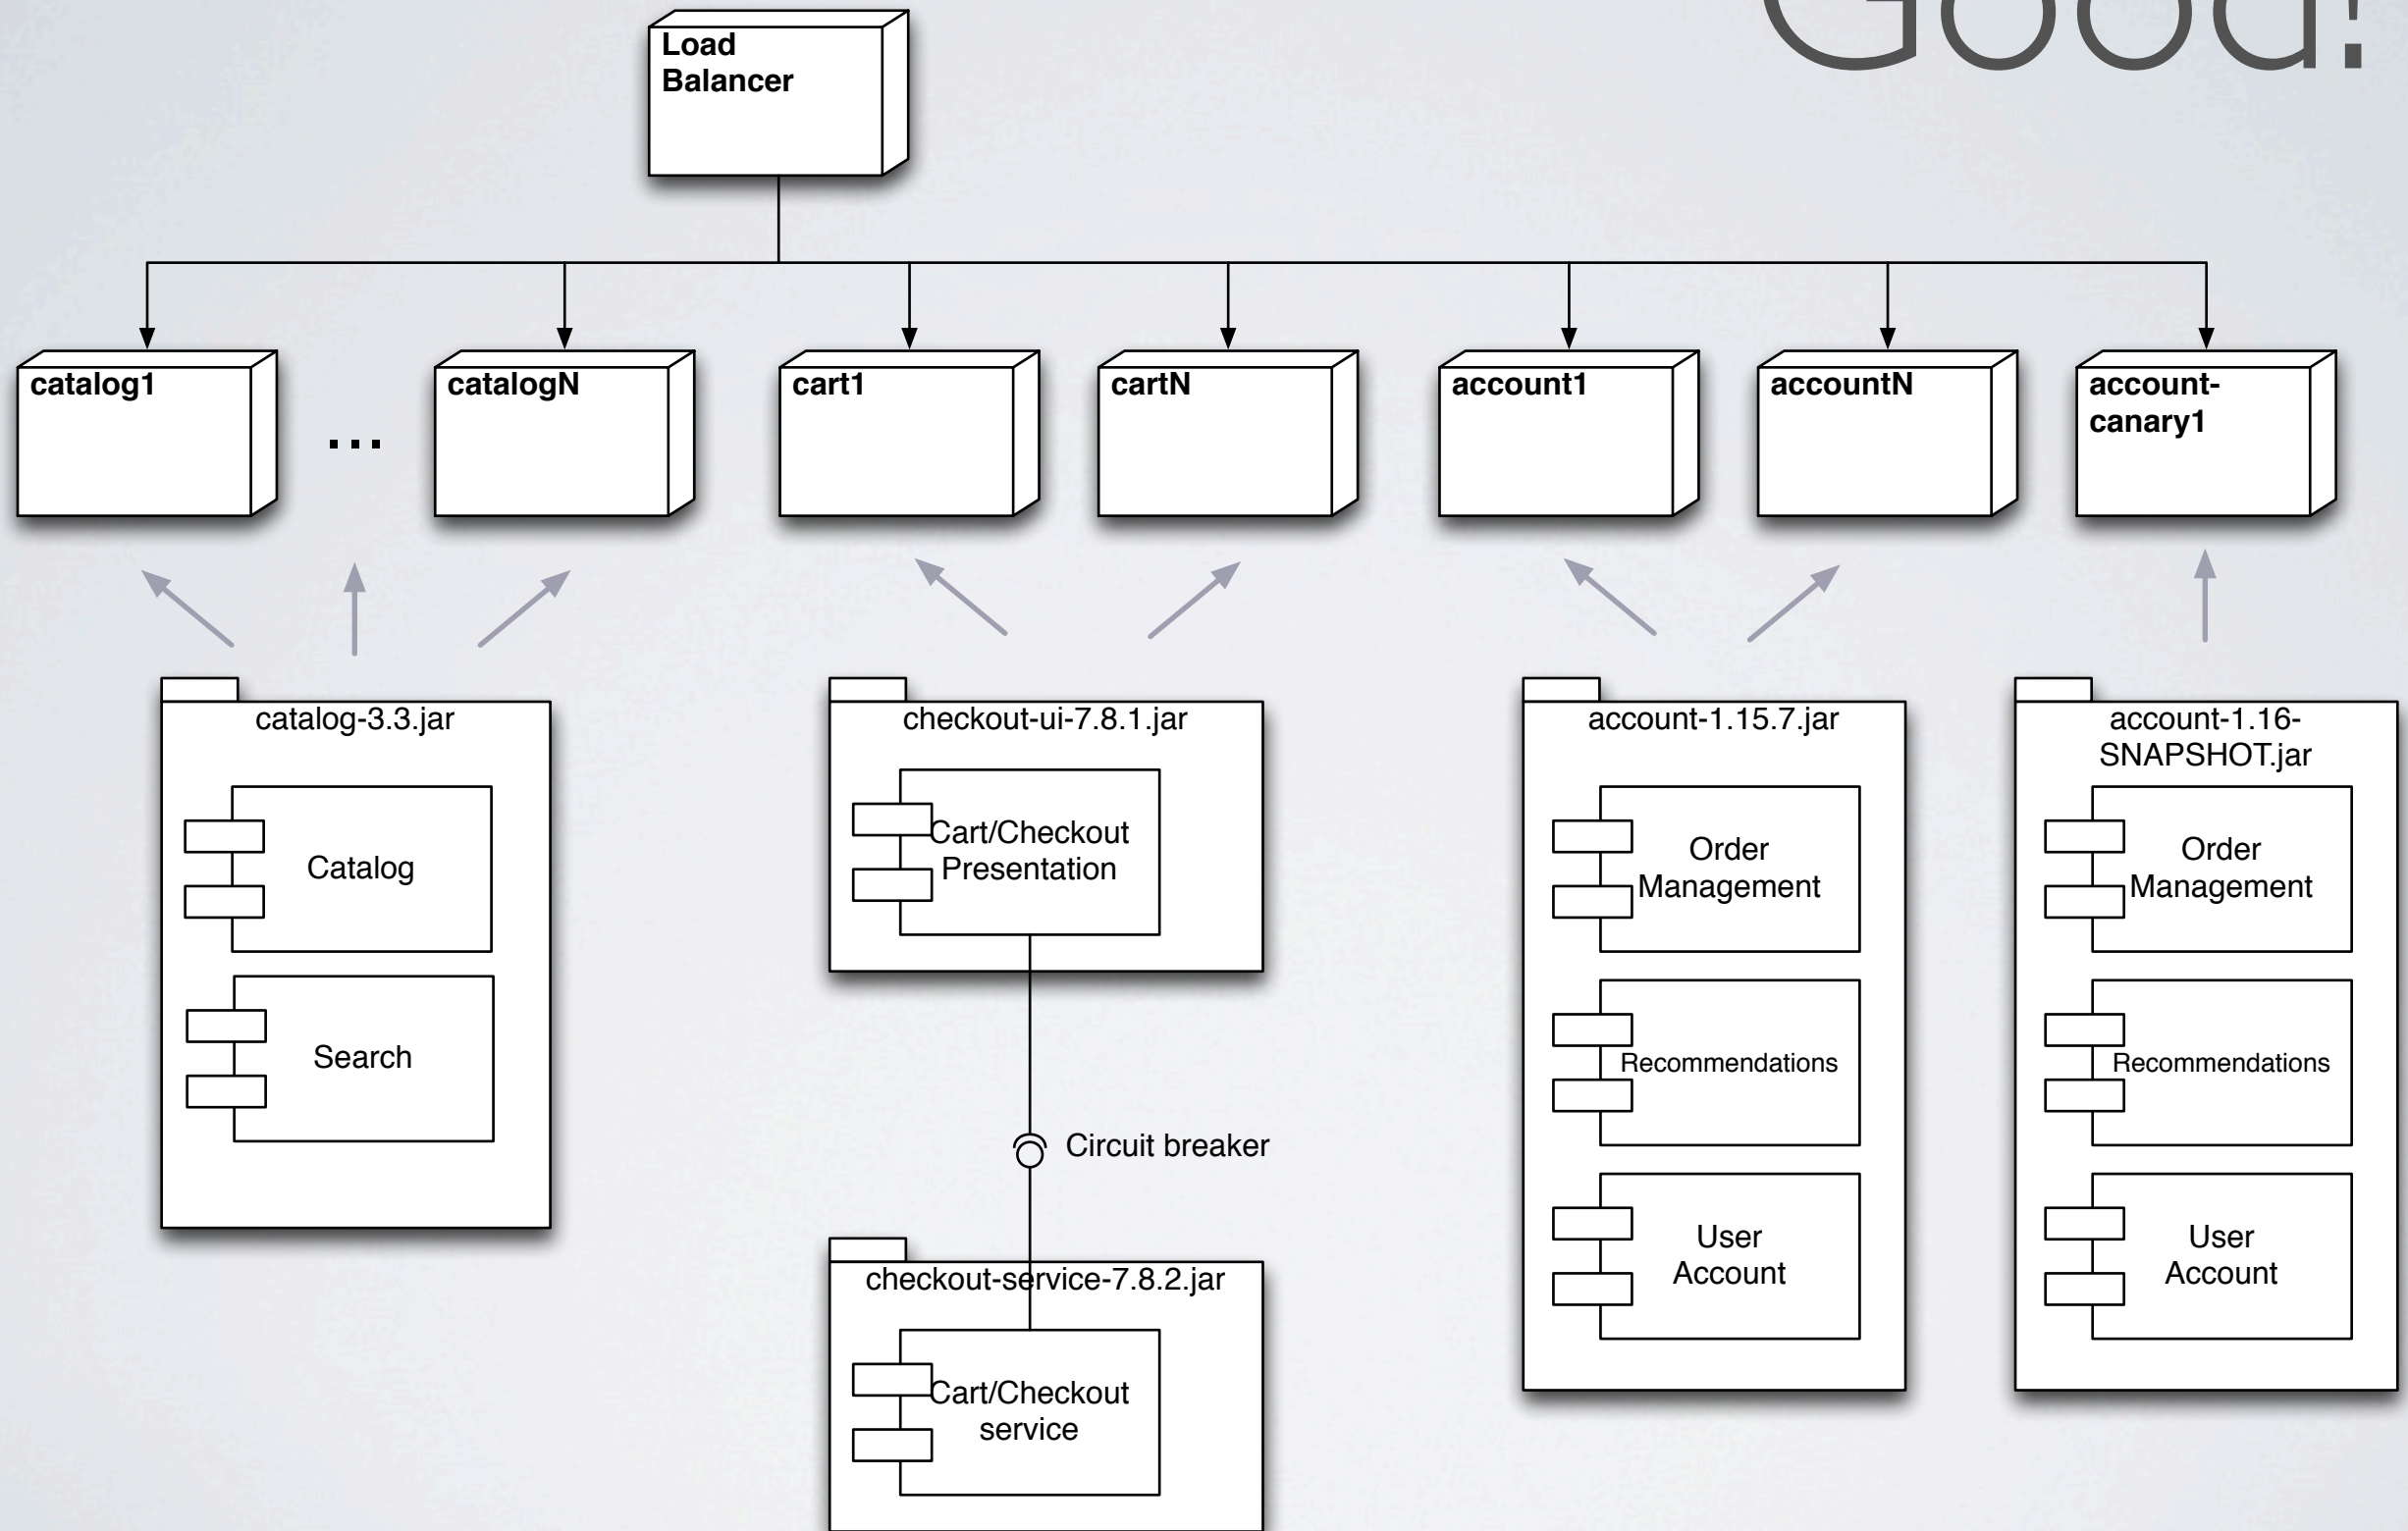 Good!
Load
Balancer
catalog1
...
catalogN
cart1
cartN
account1
accountN
account-
canary1
catalog-3.3.jar
Catalog
Search
checkout-ui-7.8.1.jar
Cart/Checkout
Presentation
Circuit breaker
checkout-service-7.8.2.jar
Cart/Checkout
service
account-1.15.7.jar
Order
Management
Recommendations
User
Account
account-1.16-
SNAPSHOT.jar
Order
Management
Recommendations
User
Account